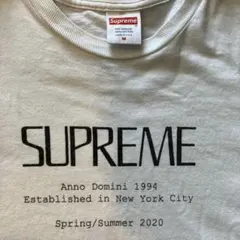 Supreme
M
SUPREME
Anno Domini 1994
Established in New York City
Spring/Summer 2020